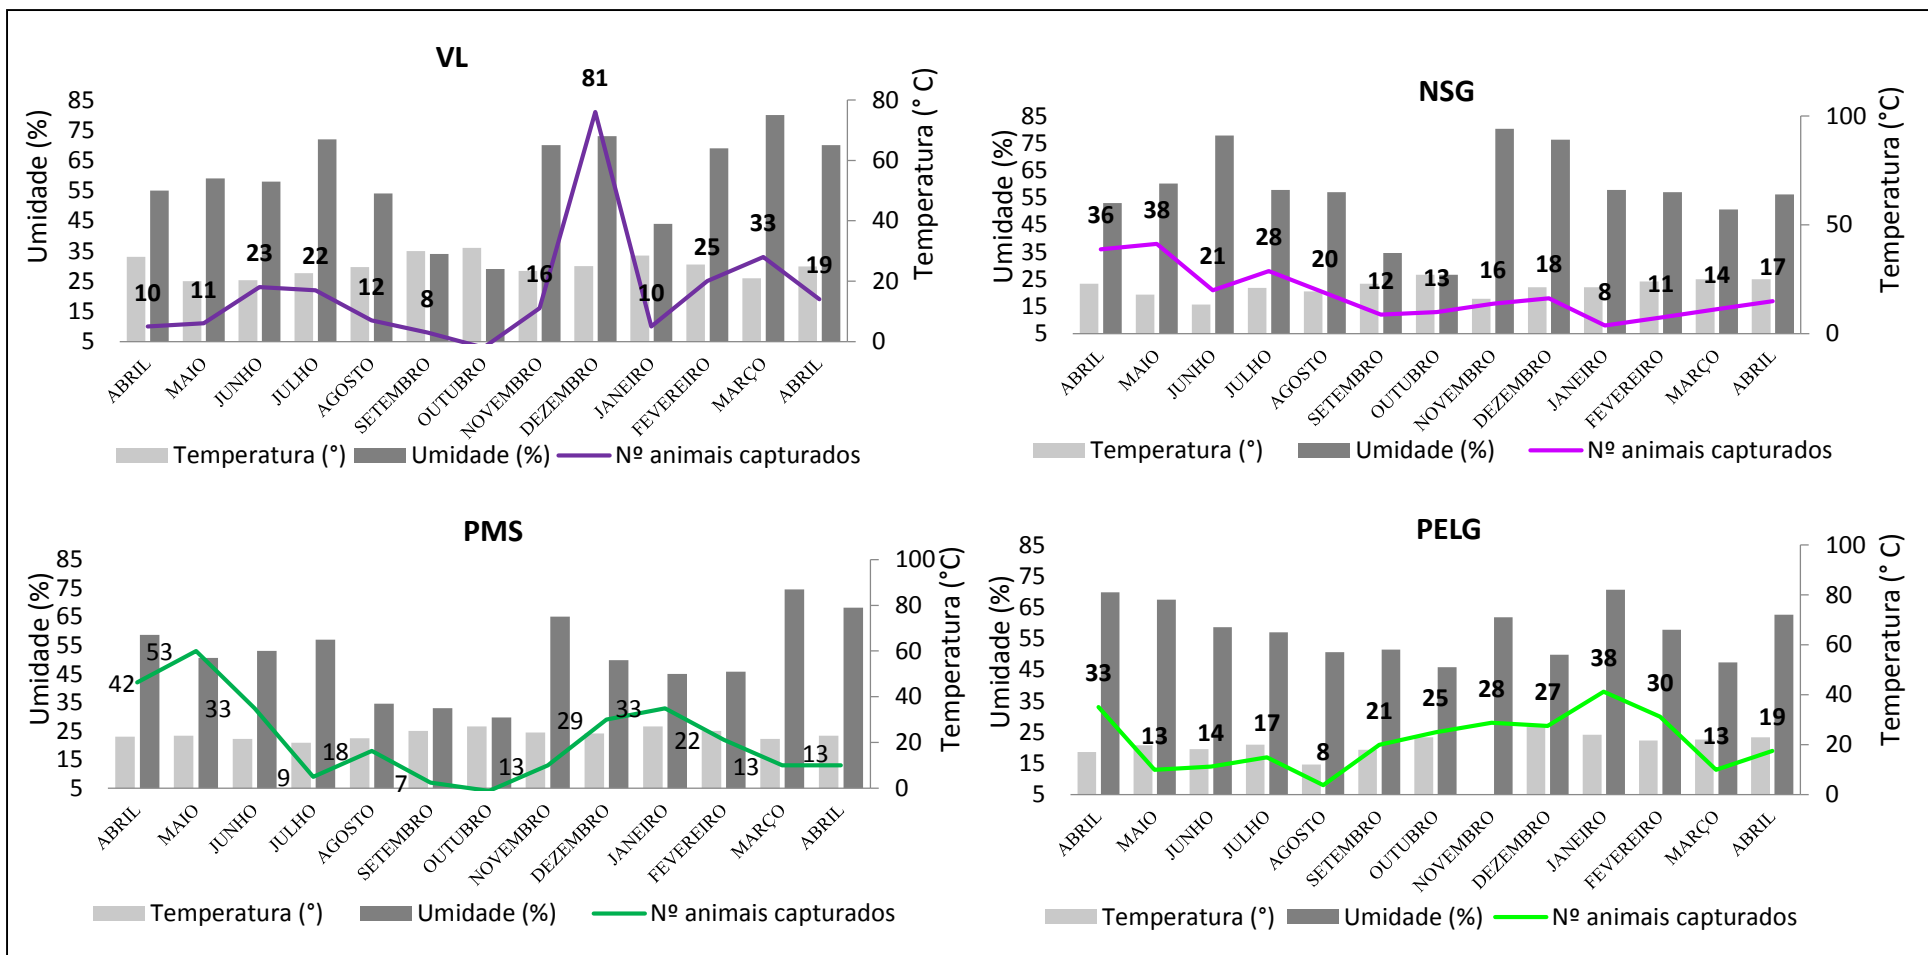 VL
Umidade (%)
85
75
65
55
45
35
25
15
5
10
11
23
22
12
8
16
81
10
25
33
19
80
60
40
20
0
Temperatura (° C)
ABRIL
MAIO
JUNHO
JULHO
AGOSTO
SETEMBRO
OUTUBRO
NOVEMBRO
DEZEMBRO
JANEIRO
FEVEREIRO
MARÇO
ABRIL
Temperatura (°) Umidade (%) Nº animais capturados
NSG
Umidade (%)
85
75
65
55
45
35
25
15
5
36
38
21
28
20
12
13
16
18
8
11
14
17
100
50
0
Temperatura (°C)
ABRIL
MAIO
JUNHO
JULHO
AGOSTO
SETEMBRO
OUTUBRO
NOVEMBRO
DEZEMBRO
JANEIRO
FEVEREIRO
MARÇO
ABRIL
Temperatura (°) Umidade (%) Nº animais capturados
PMS
Umidade (%)
85
75
65
55
45
35
25
15
5
42
53
33
9
18
7
13
29
33
22
13
13
100
80
60
40
20
0
Temperatura (°C)
ABRIL
MAIO
JUNHO
JULHO
AGOSTO
SETEMBRO
OUTUBRO
NOVEMBRO
DEZEMBRO
JANEIRO
FEVEREIRO
MARÇO
ABRIL
Temperatura (°) Umidade (%) Nº animais capturados
PELG
Umidade (%)
85
75
65
55
45
35
25
15
5
33
13
14
17
8
21
25
28
27
38
30
13
19
100
80
60
40
20
0
Temperatura (° C)
ABRIL
MAIO
JUNHO
JULHO
AGOSTO
SETEMBRO
OUTUBRO
NOVEMBRO
DEZEMBRO
JANEIRO
FEVEREIRO
MARÇO
ABRIL
Temperatura (°) Umidade (%) Nº animais capturados